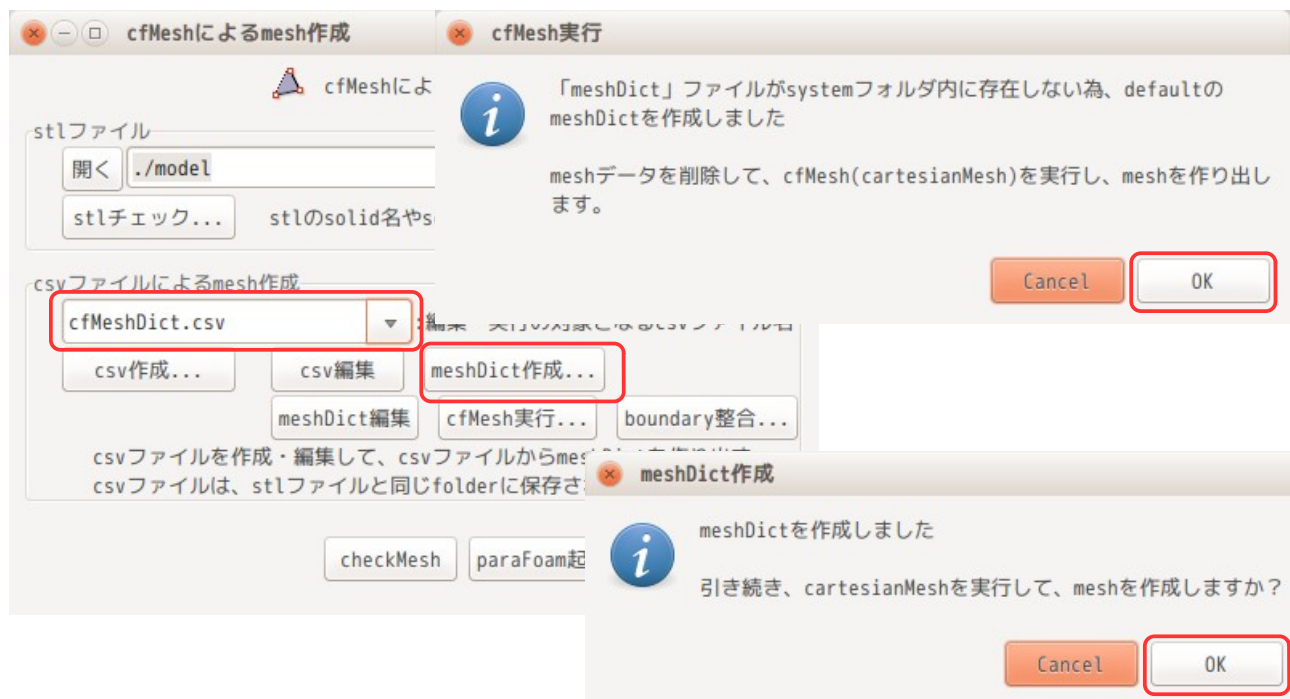 cfMeshによるmesh作成
cfMeshによ
stlファイル
開く ./model
stlチェック... stlのsolid名やs
csvファイルによるmesh作成
cfMeshDict.csv :編集・実行の対象となるcsvファイル名
csv作成... csv編集 meshDict作成...
meshDict編集 cfMesh実行... boundary整合...
csvファイルを作成・編集して、csvファイルからmes
csvファイルは、stlファイルと同じfolderに保存さ
checkMesh paraFoam起
cfMesh実行
「meshDict」ファイルがsystemフォルダ内に存在しない為、defaultの
meshDictを作成しました
meshデータを削除して、cfMesh(cartesianMesh)を実行し、meshを作り出し
ます。
Cancel OK
meshDict作成
meshDictを作成しました
引き続き、cartesianMeshを実行して、meshを作成しますか？
Cancel OK